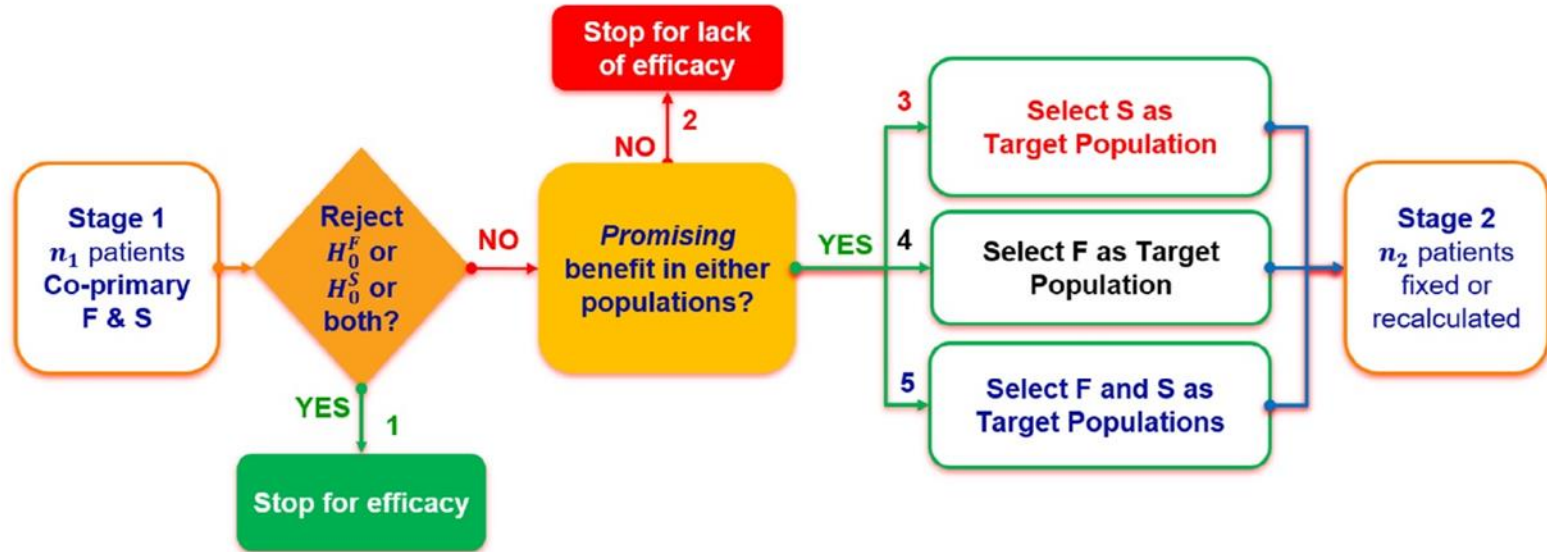 Stage 1
n₁ patients
Co-primary
F & S
Reject
H₀^F or
H₀^S or
both?
YES
1
Stop for efficacy
NO
Promising
benefit in either
populations?
NO
2
Stop for lack
of efficacy
YES
3
Select S as
Target Population
4
Select F as Target
Population
5
Select F and S as
Target Populations
Stage 2
n₂ patients
fixed or
recalculated